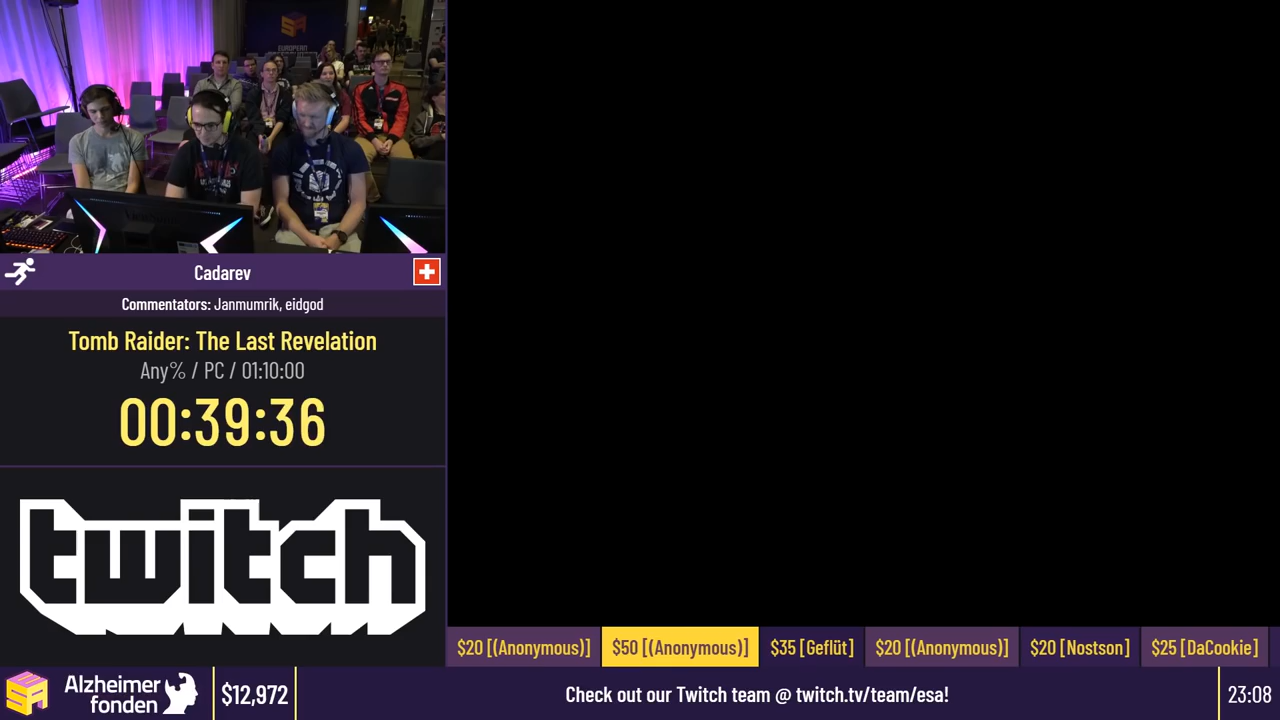 EUROPEAN
Cadarev
Commentators: Janmumrik, eidgod
Tomb Raider: The Last Revelation
Any% / PC / 01:10:00
00:39:36
twitch
$20 [(Anonymous)] $50 [(Anonymous)] $35 [Geflüt] $20 [(Anonymous)] $20 [Nostson] $25 [DaCookie]
Alzheimer
fonden
$12,972
Check out our Twitch team @ twitch.tv/team/esa!
23:08